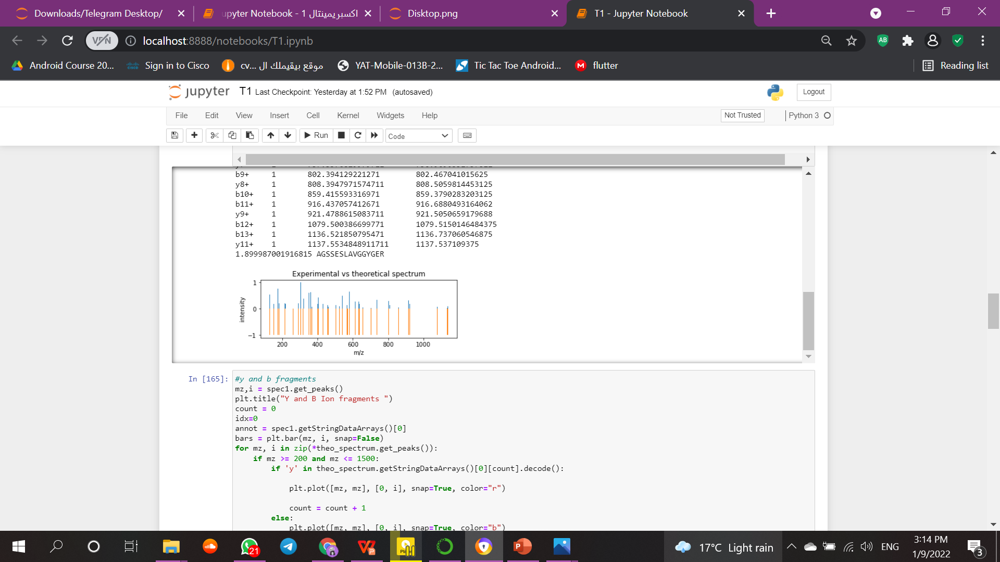 Downloads/Telegram Desktop/
upyter Notebook - 1 اكسبريمينتال
Disktop.png
T1 - Jupyter Notebook
VPN
localhost:8888/notebooks/T1.ipynb
AB
Android Course 20...
Sign in to Cisco
cv... موقع بيقيملك ال
YAT-Mobile-013B-2...
Tic Tac Toe Android...
flutter
Reading list
jupyter
T1 Last Checkpoint: Yesterday at 1:52 PM (autosaved)
Logout
File Edit View Insert Cell Kernel Widgets Help
Not Trusted
Python 3
Run
Code
b9+ 1 802.394129221271 802.467041015625
y8+ 1 808.3947971574711 808.5059814453125
b10+ 1 859.415593316971 859.3790283203125
b11+ 1 916.437057412671 916.6880493164062
y9+ 1 921.4788615083711 921.5050659179688
b12+ 1 1079.500386699771 1079.5150146484375
b13+ 1 1136.521850795471 1136.737060546875
y11+ 1 1137.5534848911711 1137.537109375
1.899987001916815 AGSSESLAVGGYGER
Experimental vs theoretical spectrum
intensity
1
0
−1
200 400 600 800 1000
m/z
In [165]:
#y and b fragments
mz,i = spec1.get_peaks()
plt.title("Y and B Ion fragments ")
count = 0
idx=0
annot = spec1.getStringDataArrays()[0]
bars = plt.bar(mz, i, snap=False)
for mz, i in zip(*theo_spectrum.get_peaks()):
if mz >= 200 and mz <= 1500:
if 'y' in theo_spectrum.getStringDataArrays()[0][count].decode():
plt.plot([mz, mz], [0, i], snap=True, color="r")
count = count + 1
else:
plt.plot([mz, mz], [0, i], snap=True, color="b")
21
17°C Light rain
ENG
3:14 PM
1/9/2022
3